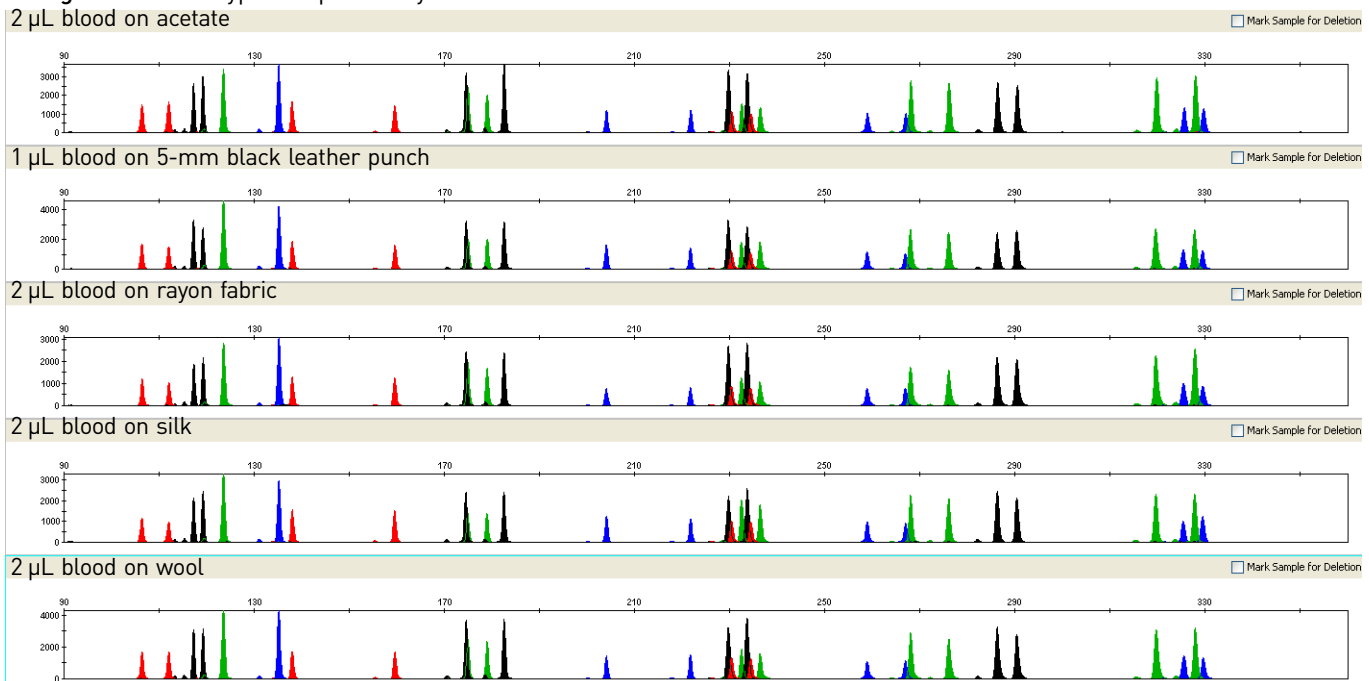 2 µL blood on acetate
Mark Sample for Deletion
90 130 170 210 250 290 330
3000
2000
1000
0
1 µL blood on 5-mm black leather punch
Mark Sample for Deletion
90 130 170 210 250 290 330
4000
2000
0
2 µL blood on rayon fabric
Mark Sample for Deletion
90 130 170 210 250 290 330
3000
2000
1000
0
2 µL blood on silk
Mark Sample for Deletion
90 130 170 210 250 290 330
3000
2000
1000
0
2 µL blood on wool
Mark Sample for Deletion
90 130 170 210 250 290 330
4000
2000
0